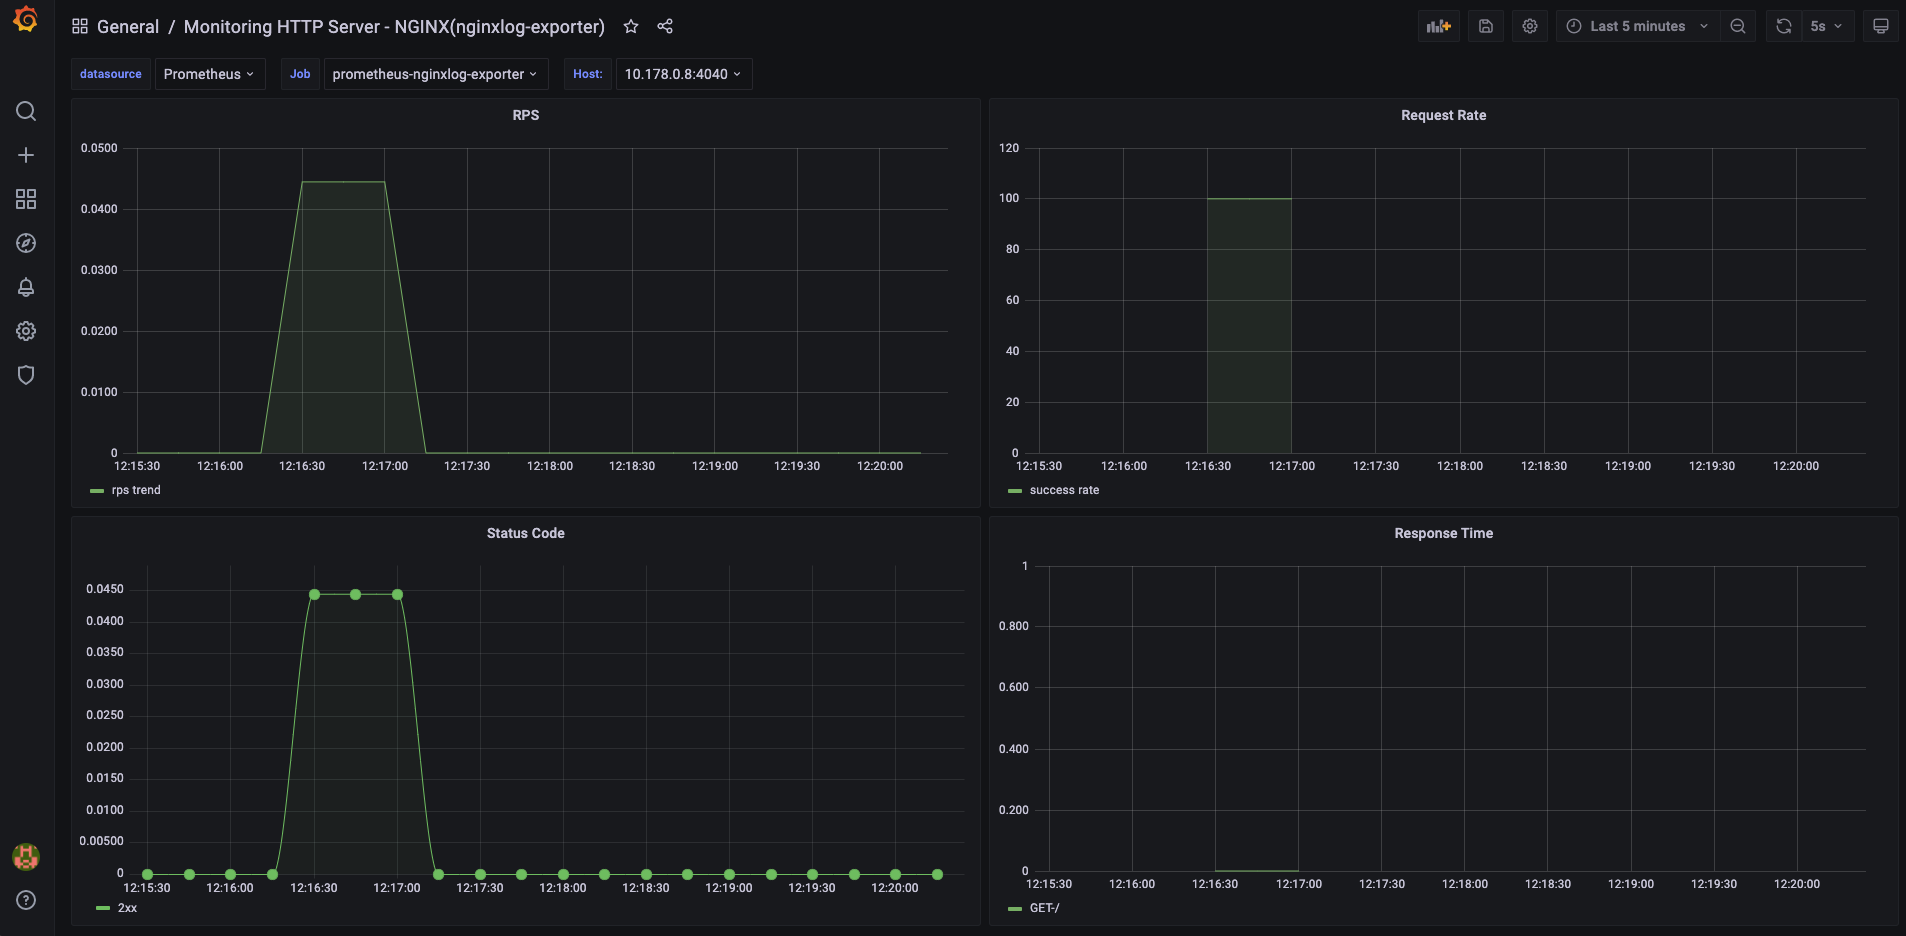 General / Monitoring HTTP Server - NGINX(nginxlog-exporter)
Last 5 minutes
5s
datasource Prometheus Job prometheus-nginxlog-exporter Host: 10.178.0.8:4040
RPS
0.0500
0.0400
0.0300
0.0200
0.0100
0
12:15:30 12:16:00 12:16:30 12:17:00 12:17:30 12:18:00 12:18:30 12:19:00 12:19:30 12:20:00
rps trend
Request Rate
120
100
80
60
40
20
0
12:15:30 12:16:00 12:16:30 12:17:00 12:17:30 12:18:00 12:18:30 12:19:00 12:19:30 12:20:00
success rate
Status Code
0.0450
0.0400
0.0350
0.0300
0.0250
0.0200
0.0150
0.0100
0.00500
0
12:15:30 12:16:00 12:16:30 12:17:00 12:17:30 12:18:00 12:18:30 12:19:00 12:19:30 12:20:00
2xx
Response Time
1
0.800
0.600
0.400
0.200
0
12:15:30 12:16:00 12:16:30 12:17:00 12:17:30 12:18:00 12:18:30 12:19:00 12:19:30 12:20:00
GET-/